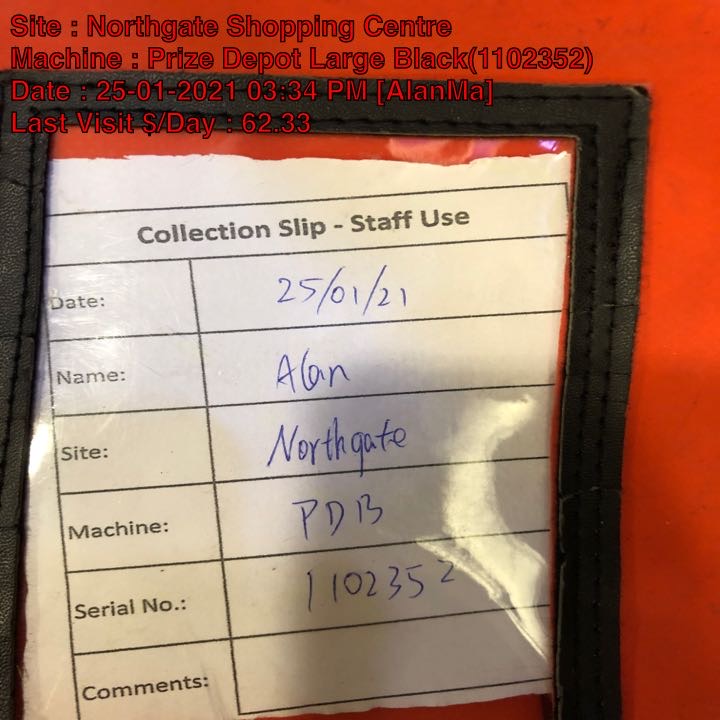 Site : Northgate Shopping Centre
Machine : Prize Depot Large Black(1102352)
Date : 25-01-2021 03:34 PM [AlanMa]
Last Visit $/Day : 62.33
Collection Slip - Staff Use
Date: 25/01/21
Name: Alan
Site: Northgate
Machine: PDB
Serial No.: 1102352
Comments: